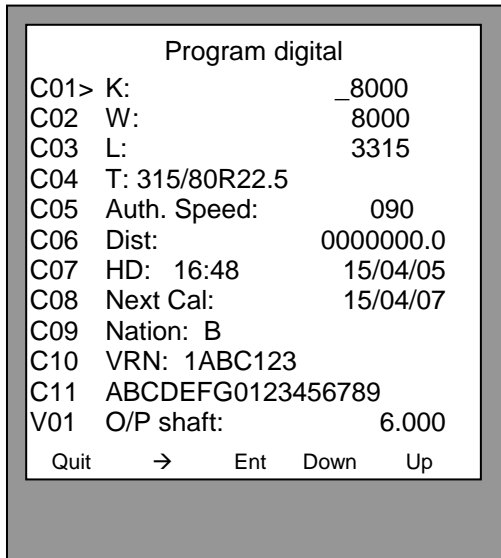 Program digital
C01> K: _8000
C02 W: 8000
C03 L: 3315
C04 T: 315/80R22.5
C05 Auth. Speed: 090
C06 Dist: 0000000.0
C07 HD: 16:48 15/04/05
C08 Next Cal: 15/04/07
C09 Nation: B
C10 VRN: 1ABC123
C11 ABCDEFG0123456789
V01 O/P shaft: 6.000
Quit → Ent Down Up